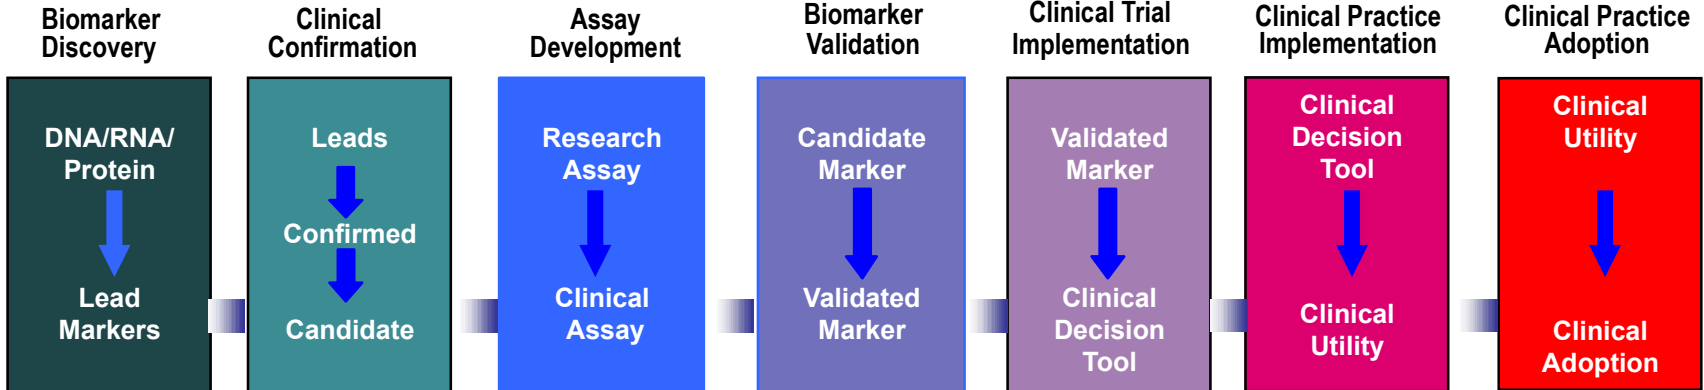 Biomarker
Discovery
Clinical
Confirmation
Assay
Development
Biomarker
Validation
Clinical Trial
Implementation
Clinical Practice
Implementation
Clinical Practice
Adoption
DNA/RNA/
Protein
Lead
Markers
Leads
Confirmed
Candidate
Research
Assay
Clinical
Assay
Candidate
Marker
Validated
Marker
Validated
Marker
Clinical
Decision
Tool
Clinical
Decision
Tool
Clinical
Utility
Clinical
Utility
Clinical
Adoption